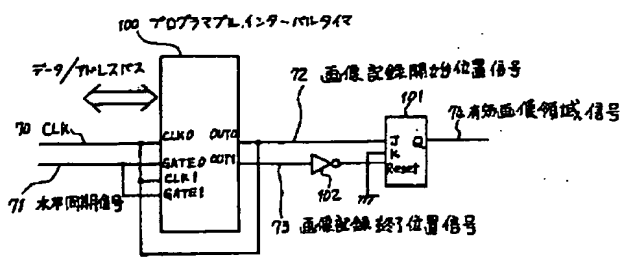 100 プログラマブル.インターバルタイマ
データ/アドレスバス
72 画像記録開始位置信号
101
70 CLK
CLK0 OUT0
J Q
K
Reset
GATE0 OUT1
CLK1
GATE1
102
71 水平同期信号
73 画像記録終了位置信号
有効画像領域信号